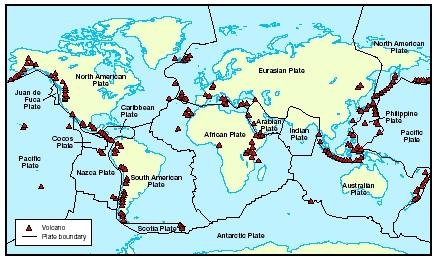 North American
Plate
Eurasian Plate
North American
Plate
Juan de
Fuca
Plate
Caribbean
Plate
Arabian
Plate
Philippine
Plate
Cocos
Plate
African Plate
Indian
Plate
Pacific
Plate
Pacific
Plate
Nazca Plate
South American
Plate
Australian
Plate
Scotia Plate
Antarctic Plate
Volcano
Plate boundary